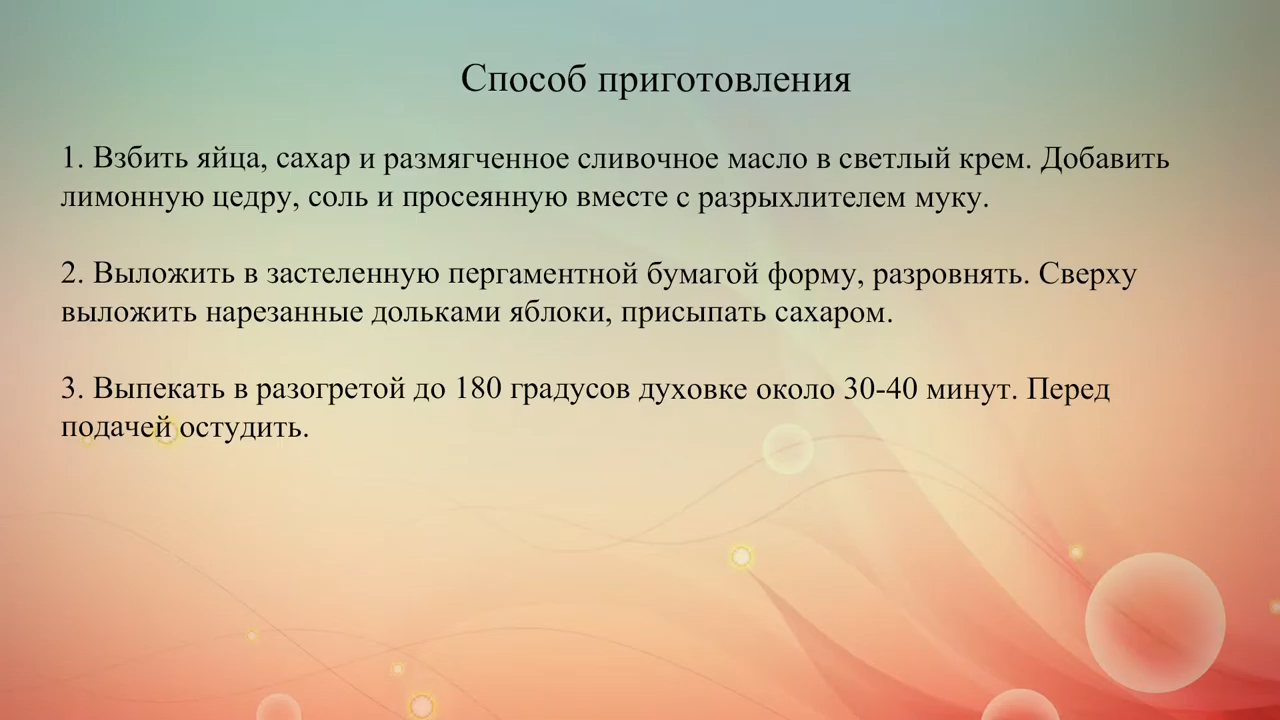 Способ приготовления
1. Взбить яйца, сахар и размягченное сливочное масло в светлый крем. Добавить
лимонную цедру, соль и просеянную вместе с разрыхлителем муку.
2. Выложить в застеленную пергаментной бумагой форму, разровнять. Сверху
выложить нарезанные дольками яблоки, присыпать сахаром.
3. Выпекать в разогретой до 180 градусов духовке около 30-40 минут. Перед
подачей остудить.